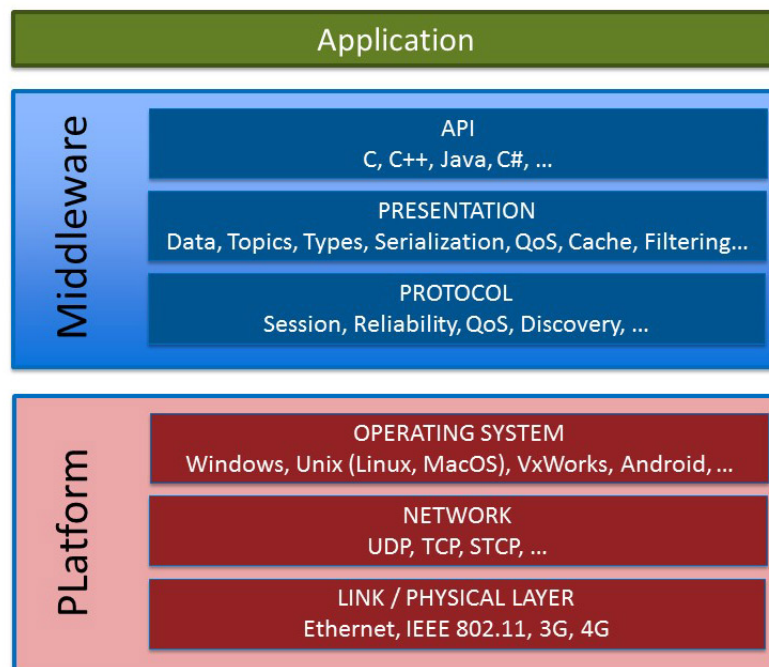 Application
Middleware
API
C, C++, Java, C#, ...
PRESENTATION
Data, Topics, Types, Serialization, QoS, Cache, Filtering...
PROTOCOL
Session, Reliability, QoS, Discovery, ...
PLatform
OPERATING SYSTEM
Windows, Unix (Linux, MacOS), VxWorks, Android, ...
NETWORK
UDP, TCP, STCP, ...
LINK / PHYSICAL LAYER
Ethernet, IEEE 802.11, 3G, 4G